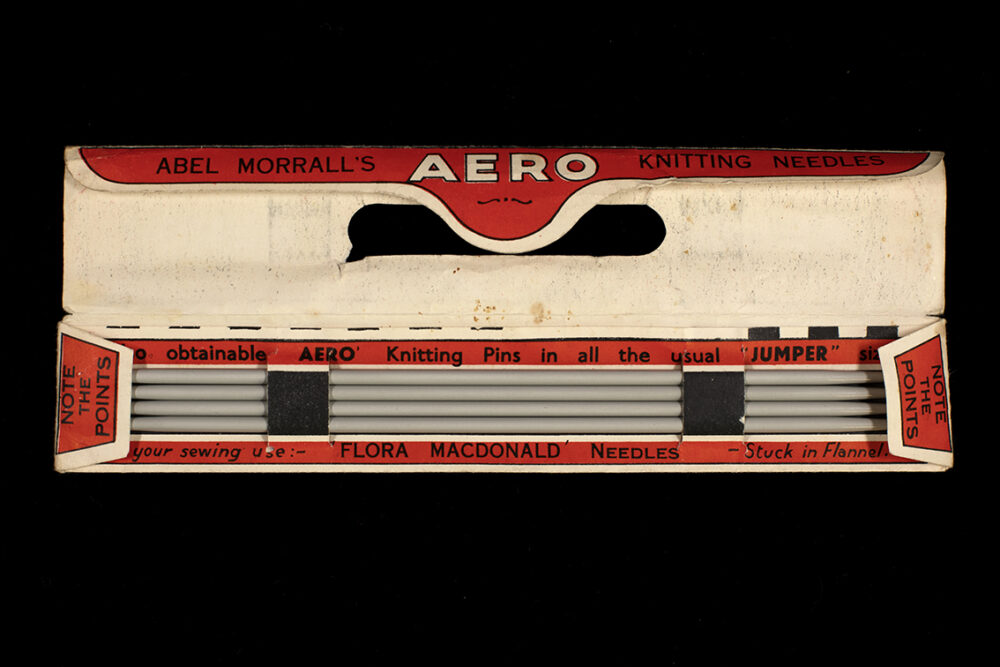 ABEL MORRALL'S AERO KNITTING NEEDLES
obtainable AERO' Knitting Pins in all the usual "JUMPER"
NOTE THE POINTS
NOTE THE POINTS
your sewing use:- FLORA MACDONALD' NEEDLES - Stuck in Flannel.